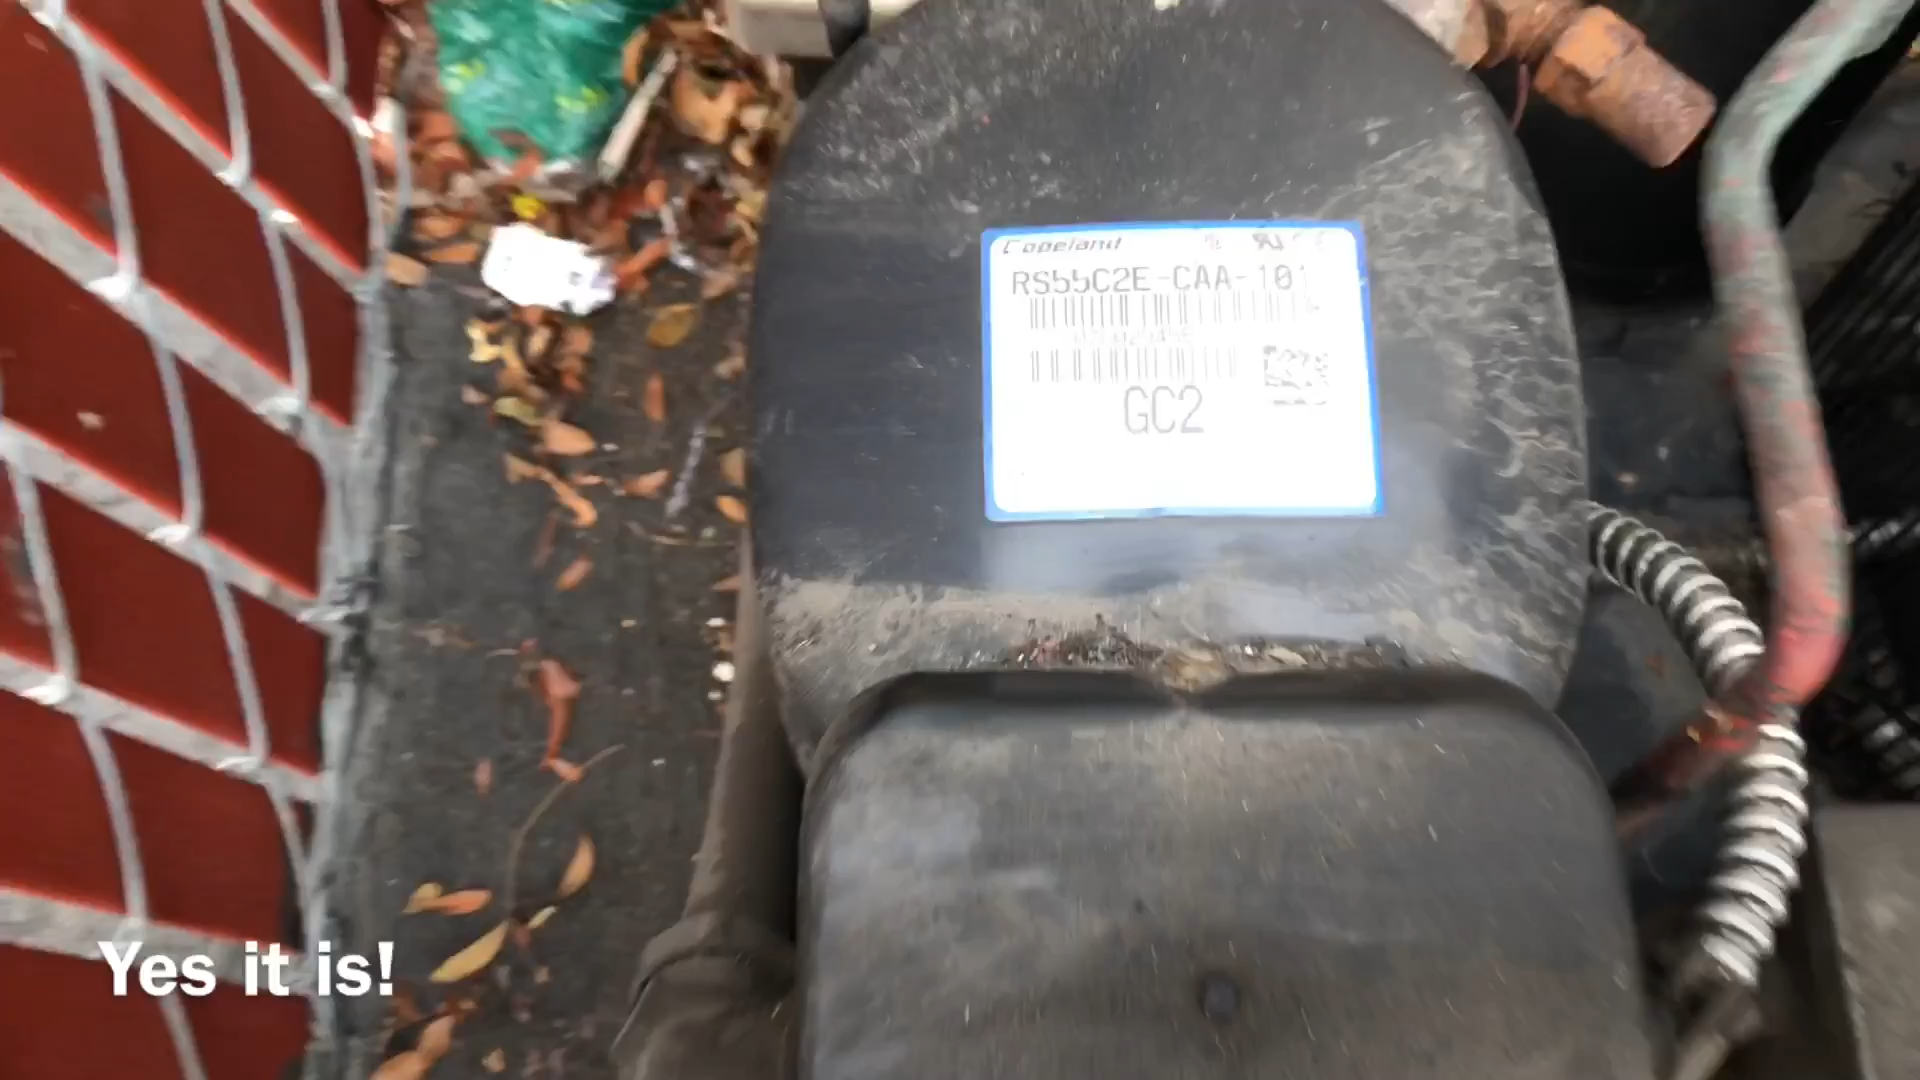 Copeland
RS55C2E-CAA-101
GC2
Yes it is!